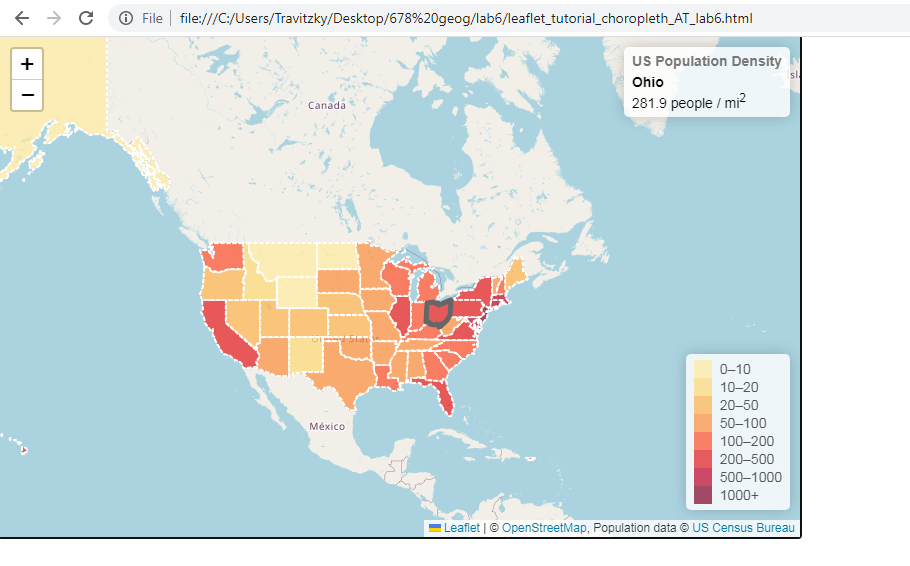 File | file:///C:/Users/Travitzky/Desktop/678%20geog/lab6/leaflet_tutorial_choropleth_AT_lab6.html
+
−
US Population Density
Ohio
281.9 people / mi2
Canada
México
0–10
10–20
20–50
50–100
100–200
200–500
500–1000
1000+
Leaflet | © OpenStreetMap, Population data © US Census Bureau